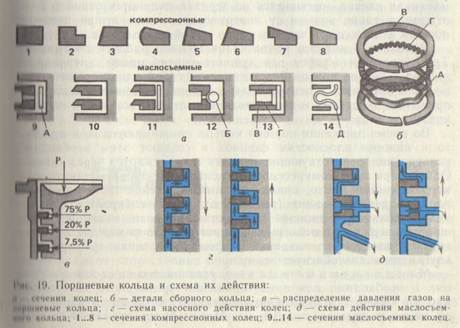 компрессионные
1 2 3 4 5 6 7 8
маслосъемные
9 10 11 12 13 14
А Б В Г Д
а
В
Г
А
б
P
75% P
20% P
7,5% P
в
г
д
Рис. 19. Поршневые кольца и схема их действия:
а — сечения колец; б — детали сборного кольца; в — распределение давления газов на
поршневые кольца; г — схема насосного действия колец; д — схема действия маслосъем-
ного кольца; 1...8 — сечения компрессионных колец; 9...14 — сечения маслосъемных колец